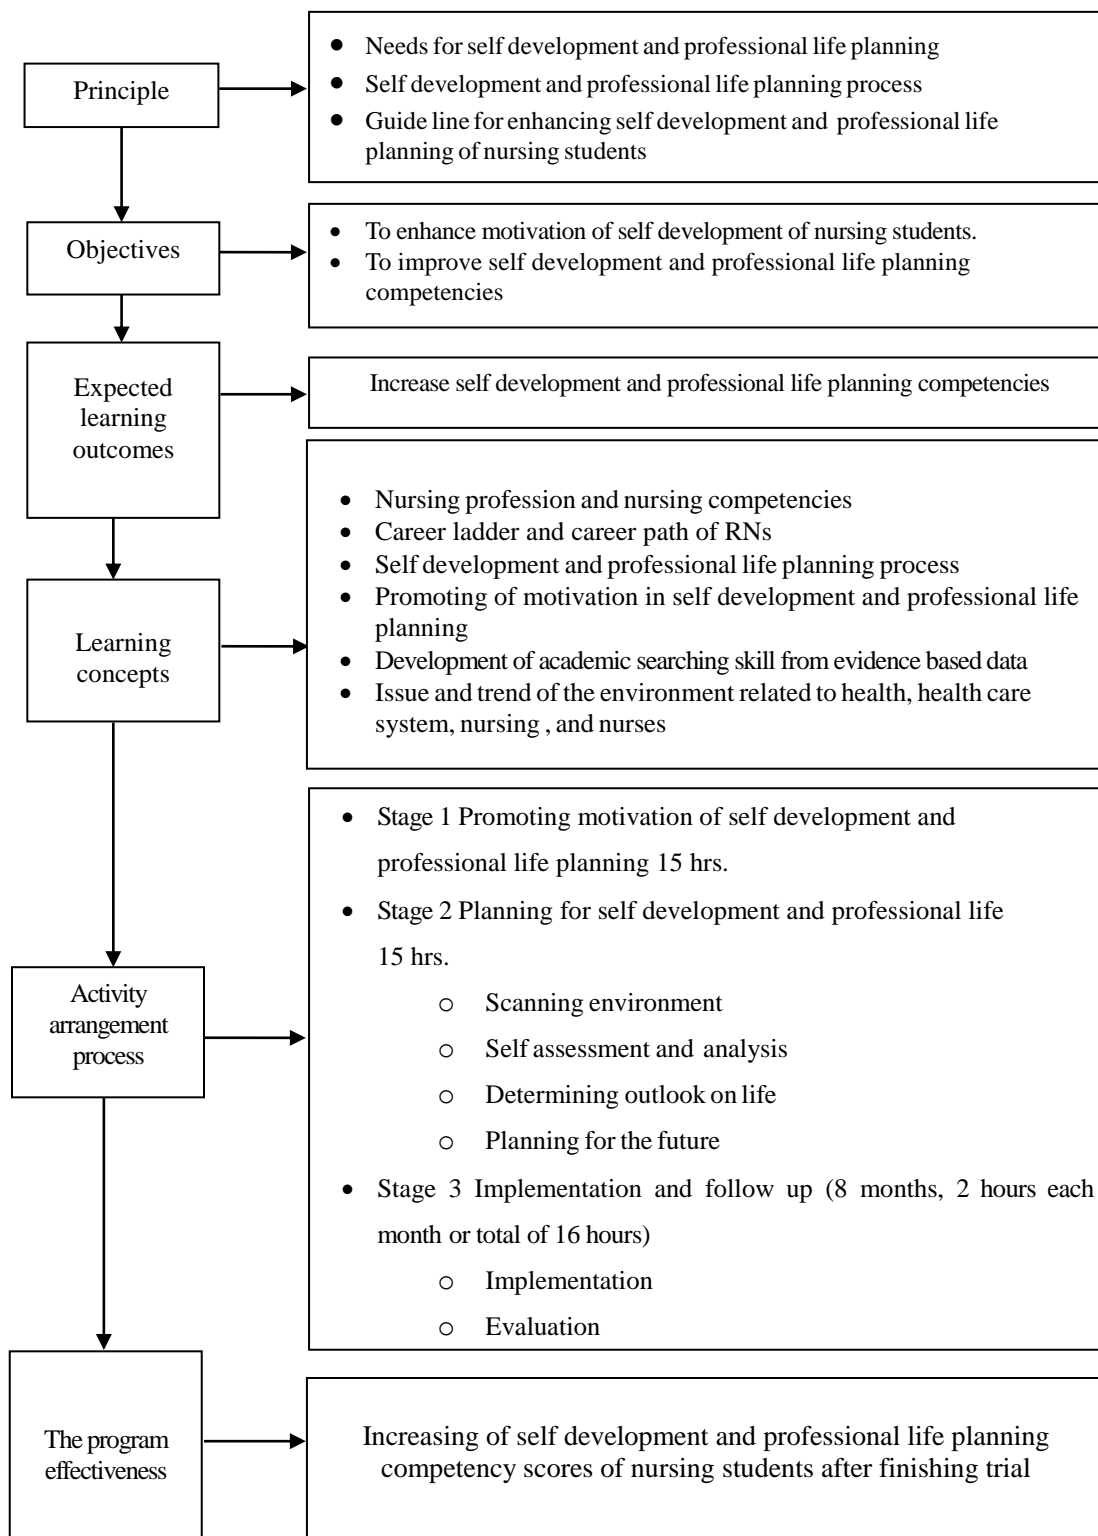 Principle
● Needs for self development and professional life planning
● Self development and professional life planning process
● Guide line for enhancing self development and professional life
planning of nursing students
Objectives
• To enhance motivation of self development of nursing students.
• To improve self development and professional life planning
competencies
Expected
learning
outcomes
Increase self development and professional life planning competencies
Learning
concepts
• Nursing profession and nursing competencies
• Career ladder and career path of RNs
• Self development and professional life planning process
• Promoting of motivation in self development and professional life
planning
• Development of academic searching skill from evidence based data
• Issue and trend of the environment related to health, health care
system, nursing , and nurses
Activity
arrangement
process
• Stage 1 Promoting motivation of self development and
professional life planning 15 hrs.
• Stage 2 Planning for self development and professional life
15 hrs.
o Scanning environment
o Self assessment and analysis
o Determining outlook on life
o Planning for the future
• Stage 3 Implementation and follow up (8 months, 2 hours each
month or total of 16 hours)
o Implementation
o Evaluation
The program
effectiveness
Increasing of self development and professional life planning
competency scores of nursing students after finishing trial